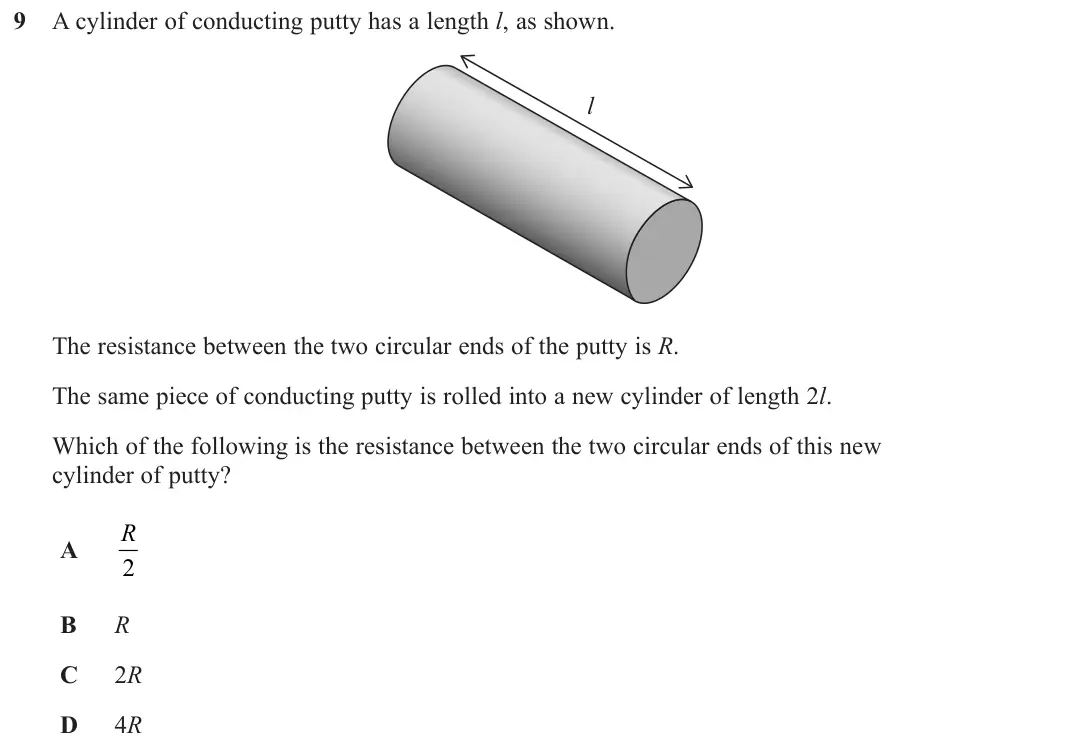 9 A cylinder of conducting putty has a length l, as shown.
l
The resistance between the two circular ends of the putty is R.
The same piece of conducting putty is rolled into a new cylinder of length 2l.
Which of the following is the resistance between the two circular ends of this new
cylinder of putty?
A R/2
B R
C 2R
D 4R